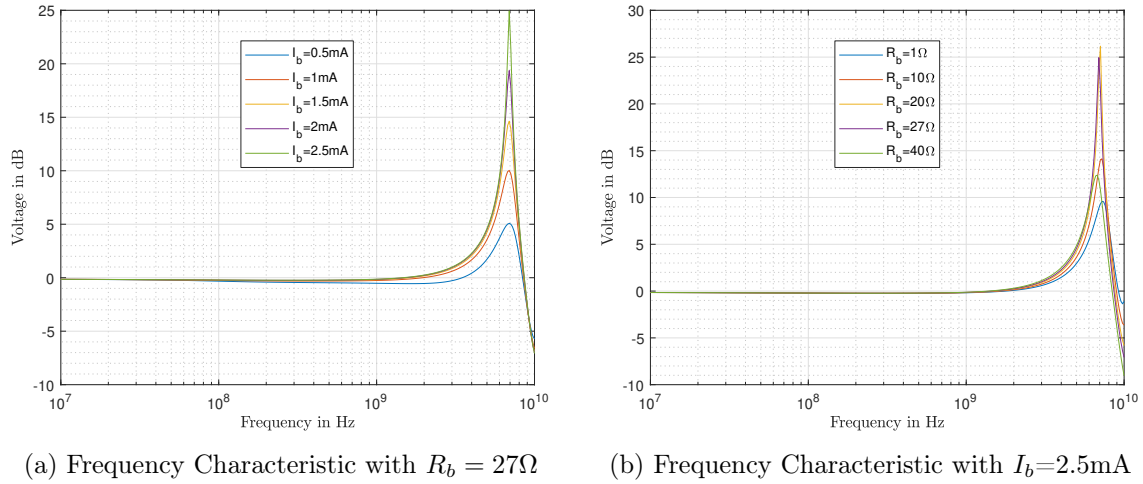 25
20
15
10
5
0
-5
-10
10^7
10^8
10^9
10^10
Voltage in dB
Frequency in Hz
I_b=0.5mA
I_b=1mA
I_b=1.5mA
I_b=2mA
I_b=2.5mA
(a) Frequency Characteristic with R_b = 27Ω
30
25
20
15
10
5
0
-5
-10
10^7
10^8
10^9
10^10
Voltage in dB
Frequency in Hz
R_b=1Ω
R_b=10Ω
R_b=20Ω
R_b=27Ω
R_b=40Ω
(b) Frequency Characteristic with I_b=2.5mA